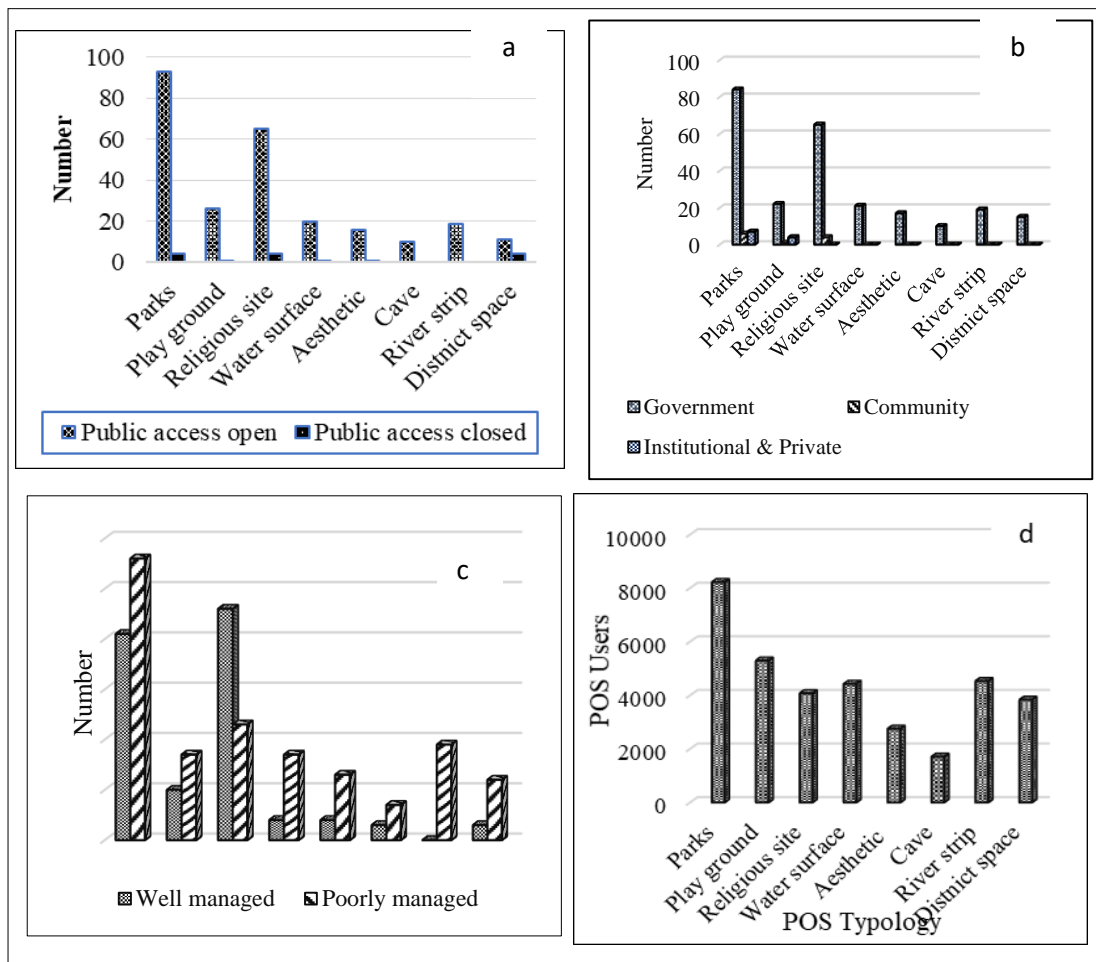 a
Number
100
80
60
40
20
0
Parks
Play ground
Religious site
Water surface
Aesthetic
Cave
River strip
Distnict space
Public access open
Public access closed
b
Number
100
80
60
40
20
0
Parks
Play ground
Religious site
Water surface
Aesthetic
Cave
River strip
Distnict space
Government
Community
Institutional & Private
c
Number
Well managed
Poorly managed
d
POS Users
10000
8000
6000
4000
2000
0
Parks
Play ground
Religious site
Water surface
Aesthetic
Cave
River strip
Distnict space
POS Typology